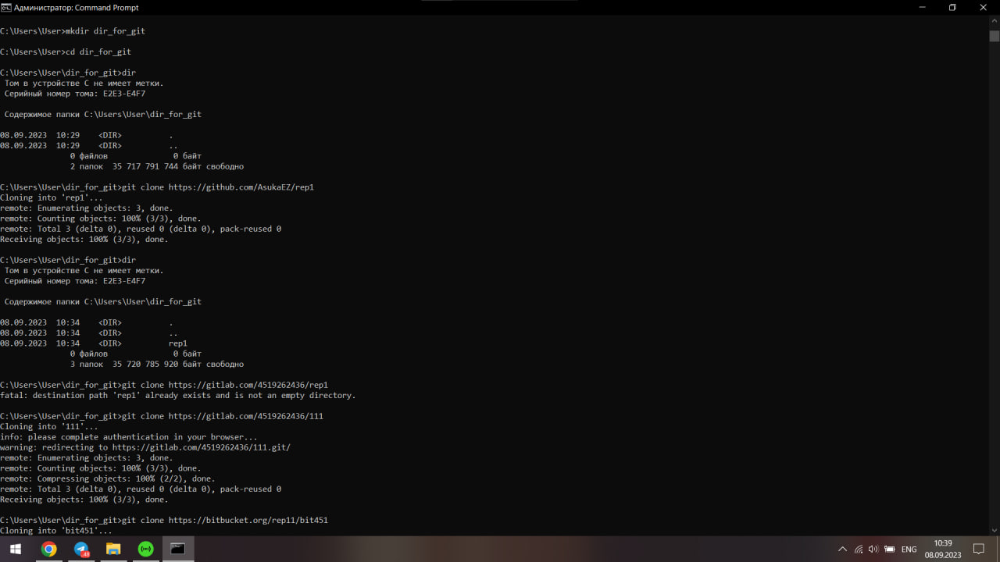 Администратор: Command Prompt
C:\Users\User>mkdir dir_for_git
C:\Users\User>cd dir_for_git
C:\Users\User\dir_for_git>dir
Том в устройстве C не имеет метки.
Серийный номер тома: E2E3-E4F7
Содержимое папки C:\Users\User\dir_for_git
08.09.2023 10:29 <DIR> .
08.09.2023 10:29 <DIR> ..
0 файлов 0 байт
2 папок 35 717 791 744 байт свободно
C:\Users\User\dir_for_git>git clone https://github.com/AsukaEZ/rep1
Cloning into 'rep1'...
remote: Enumerating objects: 3, done.
remote: Counting objects: 100% (3/3), done.
remote: Total 3 (delta 0), reused 0 (delta 0), pack-reused 0
Receiving objects: 100% (3/3), done.
C:\Users\User\dir_for_git>dir
Том в устройстве C не имеет метки.
Серийный номер тома: E2E3-E4F7
Содержимое папки C:\Users\User\dir_for_git
08.09.2023 10:34 <DIR> .
08.09.2023 10:34 <DIR> ..
08.09.2023 10:34 <DIR> rep1
0 файлов 0 байт
3 папок 35 720 785 920 байт свободно
C:\Users\User\dir_for_git>git clone https://gitlab.com/4519262436/rep1
fatal: destination path 'rep1' already exists and is not an empty directory.
C:\Users\User\dir_for_git>git clone https://gitlab.com/4519262436/111
Cloning into '111'...
info: please complete authentication in your browser...
warning: redirecting to https://gitlab.com/4519262436/111.git/
remote: Enumerating objects: 3, done.
remote: Counting objects: 100% (3/3), done.
remote: Compressing objects: 100% (2/2), done.
remote: Total 3 (delta 0), reused 0 (delta 0), pack-reused 0
Receiving objects: 100% (3/3), done.
C:\Users\User\dir_for_git>git clone https://bitbucket.org/rep11/bit451
Cloning into 'bit451'...
ENG
10:39
08.09.2023